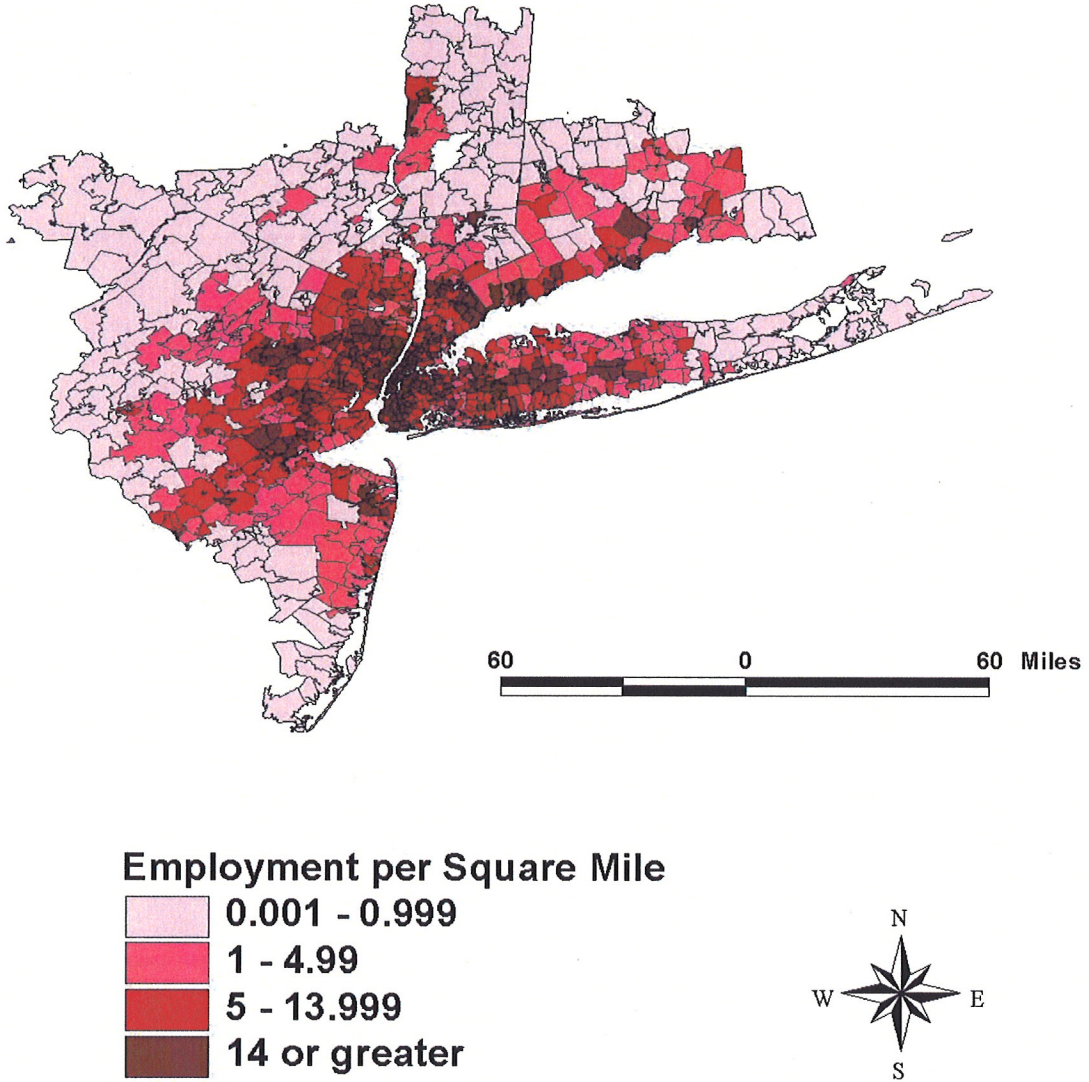 60 0 60 Miles
Employment per Square Mile
0.001 - 0.999
1 - 4.99
5 - 13.999
14 or greater
N
W E
S